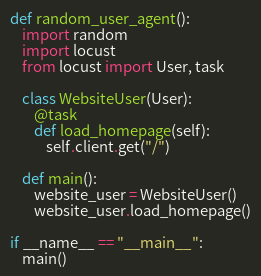 def random_user_agent():
    import random
    import locust
    from locust import User, task

    class WebsiteUser(User):
        @task
        def load_homepage(self):
            self.client.get("/")

    def main():
        website_user = WebsiteUser()
        website_user.load_homepage()

if __name__ == "__main__":
    main()